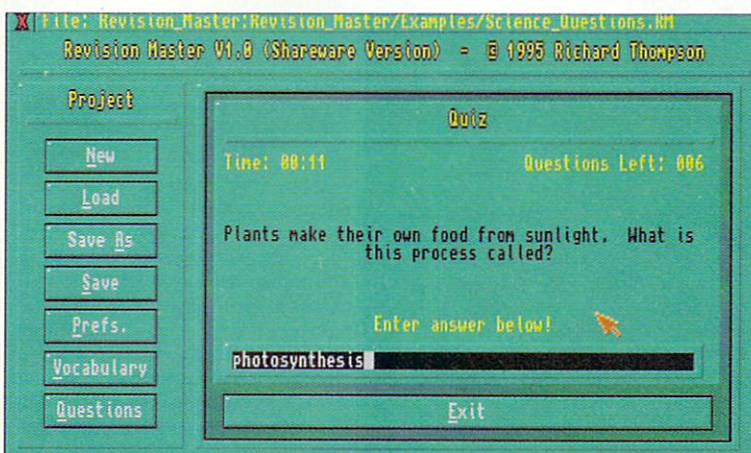 X File: Revision_Master:Revision_Master/Examples/Science_Questions.RM
Revision Master V1.0 (Shareware Version) - © 1995 Richard Thompson
Project
New
Load
Save As
Save
Prefs.
Vocabulary
Questions
Quiz
Time: 00:11
Questions Left: 006
Plants make their own food from sunlight. What is
this process called?
Enter answer below!
photosynthesis
Exit